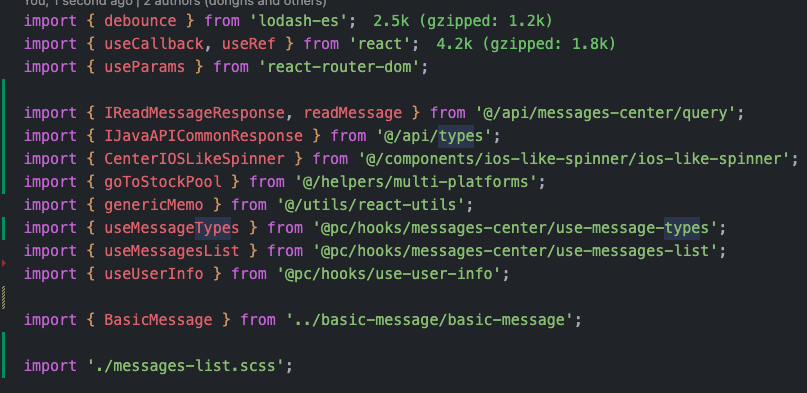 You, 1 second ago | 2 authors (donghs and others)
import { debounce } from 'lodash-es';  2.5k (gzipped: 1.2k)
import { useCallback, useRef } from 'react';  4.2k (gzipped: 1.8k)
import { useParams } from 'react-router-dom';
import { IReadMessageResponse, readMessage } from '@/api/messages-center/query';
import { IJavaAPICommonResponse } from '@/api/types';
import { CenterIOSLikeSpinner } from '@/components/ios-like-spinner/ios-like-spinner';
import { goToStockPool } from '@/helpers/multi-platforms';
import { genericMemo } from '@/utils/react-utils';
import { useMessageTypes } from '@pc/hooks/messages-center/use-message-types';
import { useMessagesList } from '@pc/hooks/messages-center/use-messages-list';
import { useUserInfo } from '@pc/hooks/use-user-info';
import { BasicMessage } from '../basic-message/basic-message';
import './messages-list.scss';